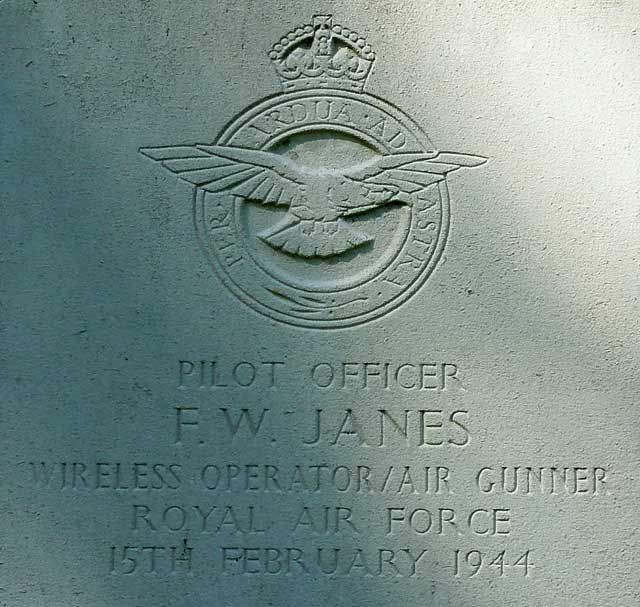 PER · ARDUA · AD ASTRA
PILOT OFFICER
F. W. JANES
WIRELESS OPERATOR/AIR GUNNER
ROYAL AIR FORCE
15TH FEBRUARY 1944